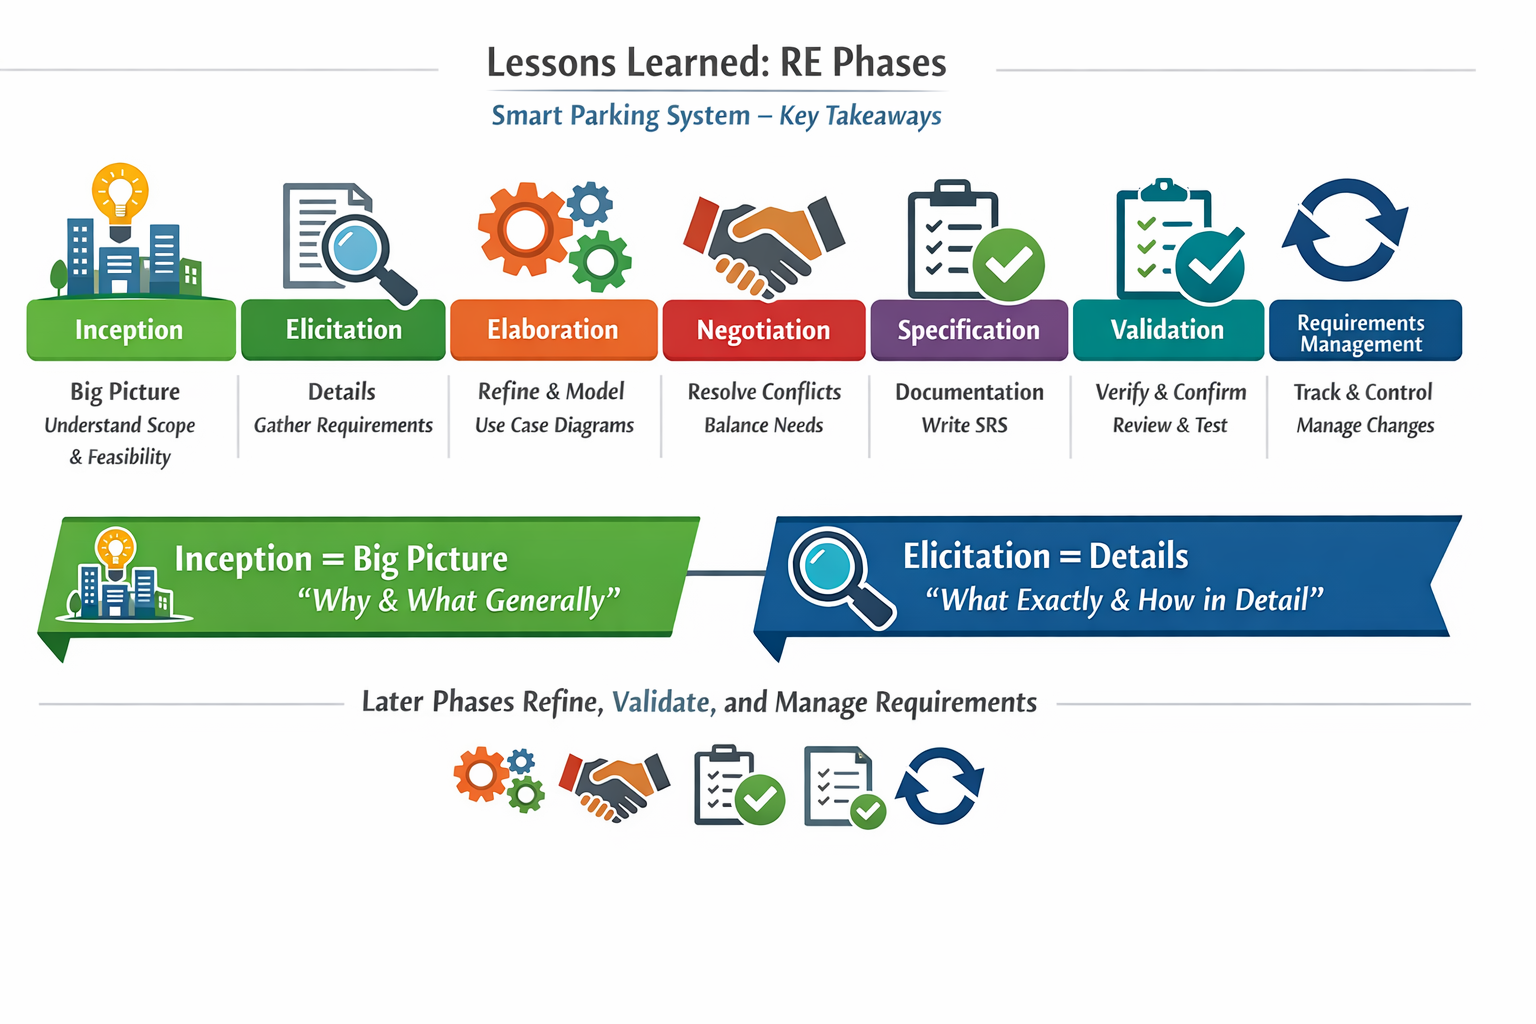 Lessons Learned: RE Phases
Smart Parking System – Key Takeaways
Inception
Elicitation
Elaboration
Negotiation
Specification
Validation
Requirements
Management
Big Picture
Understand Scope
& Feasibility
Details
Gather Requirements
Refine & Model
Use Case Diagrams
Resolve Conflicts
Balance Needs
Documentation
Write SRS
Verify & Confirm
Review & Test
Track & Control
Manage Changes
Inception = Big Picture
“Why & What Generally”
Elicitation = Details
“What Exactly & How in Detail”
Later Phases Refine, Validate, and Manage Requirements